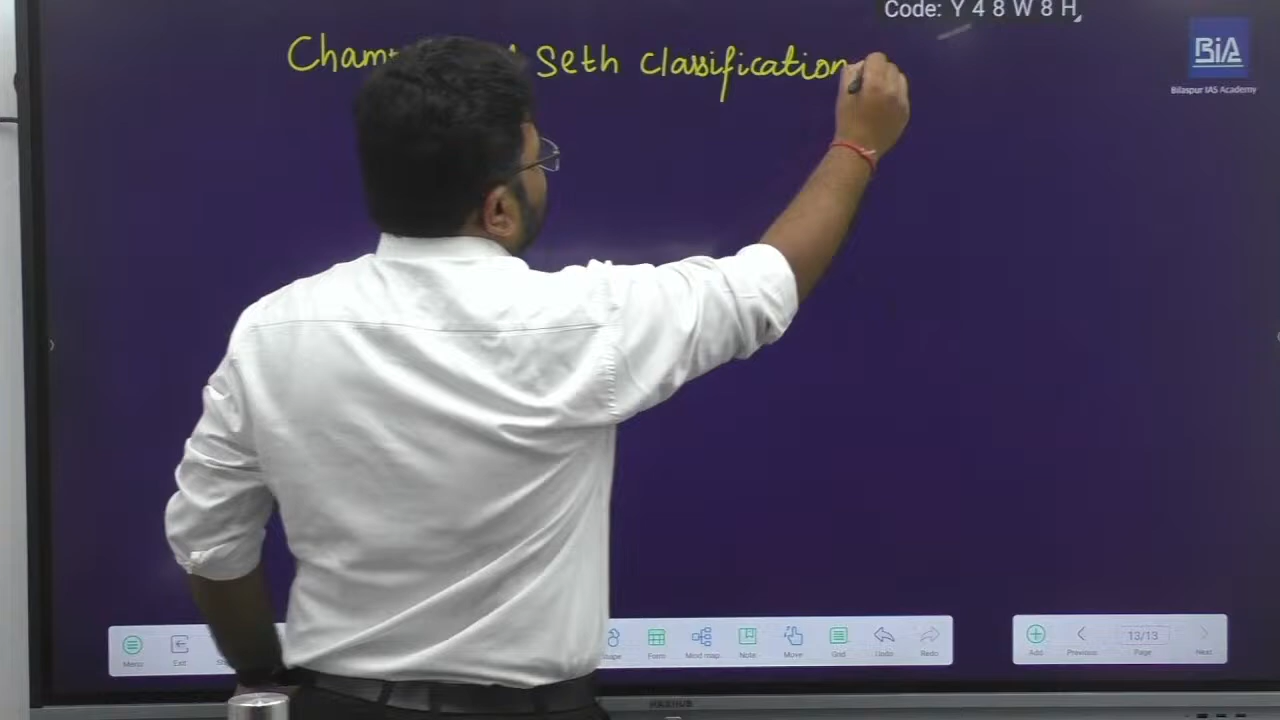 Code: Y 4 8 W 8 H
Seth classification
BiA
Bilaspur IAS Academy
Menu Exit Shape Form Mind map Note Move Grid Undo Redo
Add Previous 13/13 Page Next
MAXHUB